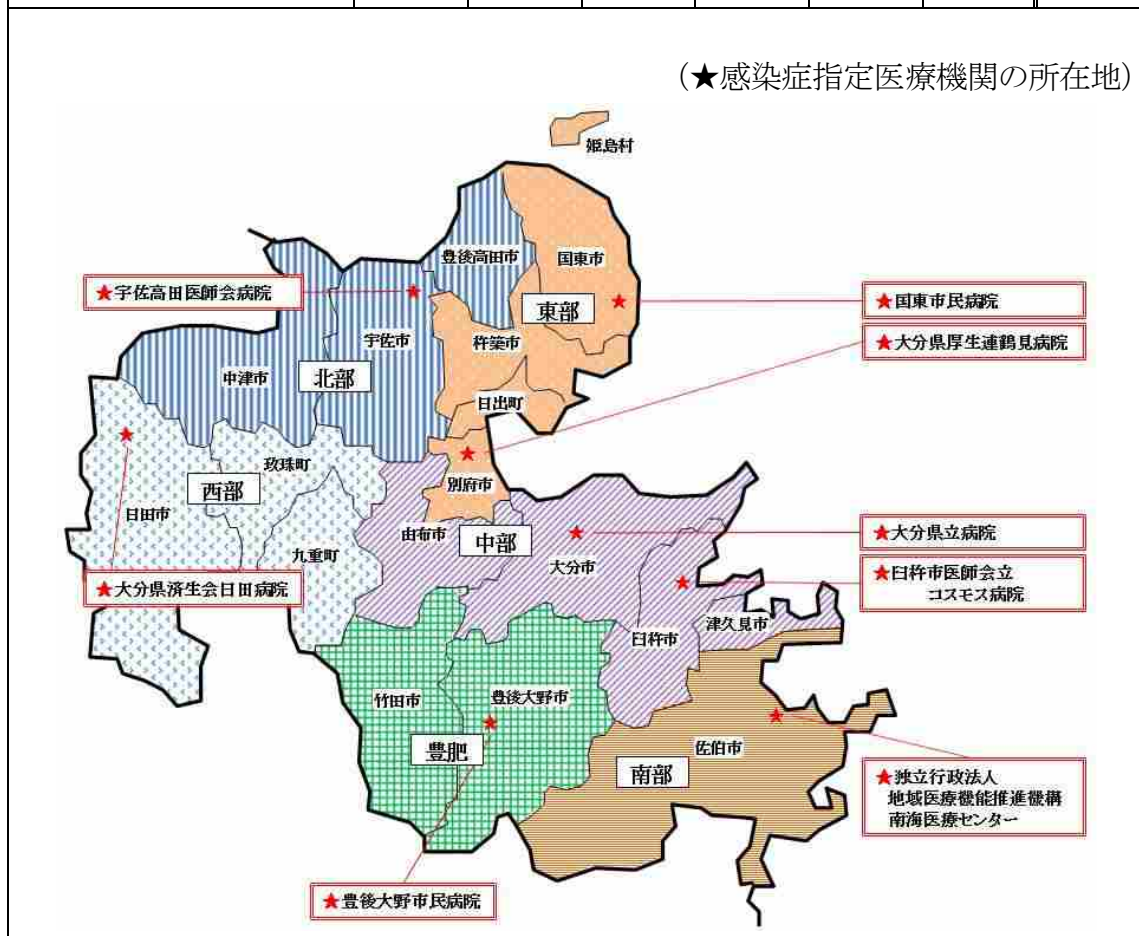 (★感染症指定医療機関の所在地)
姫島村
豊後高田市
国東市
★宇佐高田医師会病院
東部
★国東市民病院
宇佐市
杵築市
★大分県厚生連鶴見病院
中津市
北部
日出町
玖珠町
別府市
西部
日田市
由布市
中部
★大分県立病院
九重町
大分市
★臼杵市医師会立
コスモス病院
★大分県済生会日田病院
津久見市
臼杵市
竹田市
豊後大野市
豊肥
佐伯市
南部
★独立行政法人
地域医療機能推進機構
南海医療センター
★豊後大野市民病院